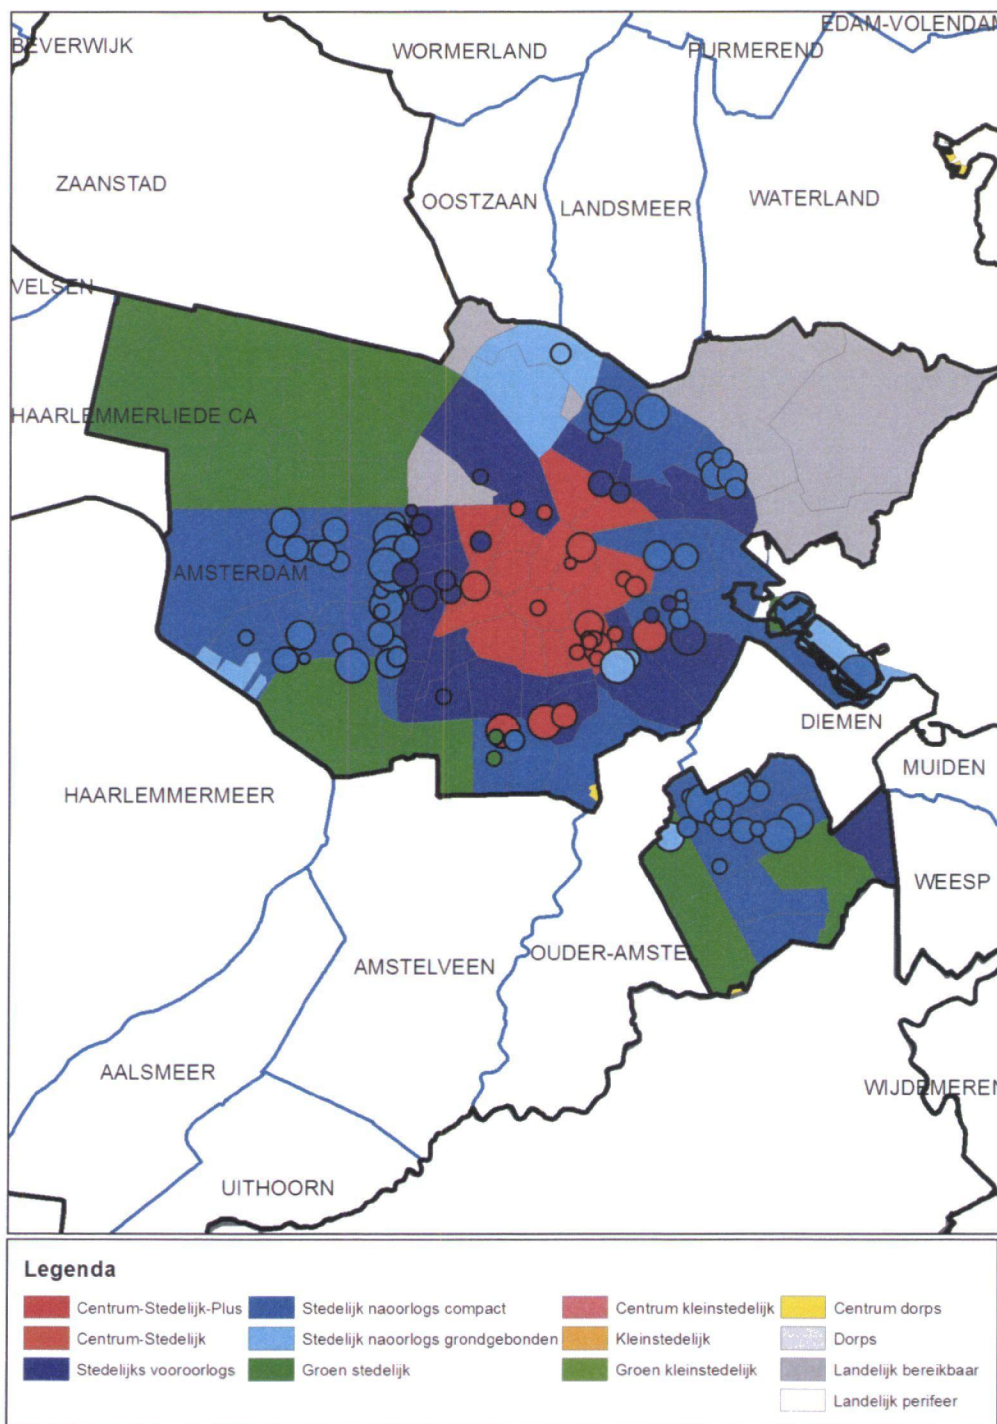 EDAM-VOLENDAM
BEVERWIJK
WORMERLAND
PURMEREND
ZAANSTAD
OOSTZAAN
LANDSMEER
WATERLAND
VELSEN
HAARLEMMERLIEDE CA
AMSTERDAM
DIEMEN
MUIDEN
HAARLEMMERMEER
WEESP
OUDER-AMSTEL
AMSTELVEEN
AALSMEER
WIJDEMEREN
UITHOORN
Legenda
Centrum-Stedelijk-Plus
Centrum-Stedelijk
Stedelijks vooroorlogs
Stedelijk naoorlogs compact
Stedelijk naoorlogs grondgebonden
Groen stedelijk
Centrum kleinstedelijk
Kleinstedelijk
Groen kleinstedelijk
Centrum dorps
Dorps
Landelijk bereikbaar
Landelijk perifeer